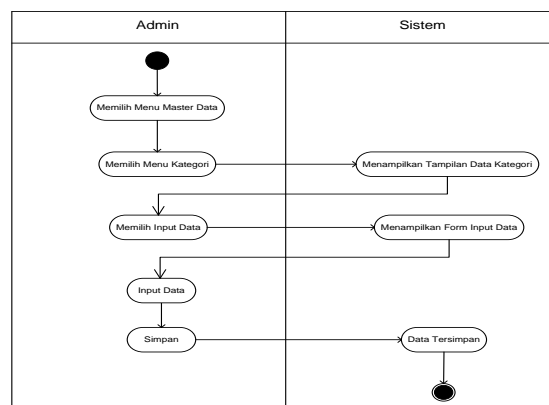 Admin
Sistem
Memilih Menu Master Data
Memilih Menu Kategori
Menampilkan Tampilan Data Kategori
Memilih Input Data
Menampilkan Form Input Data
Input Data
Simpan
Data Tersimpan